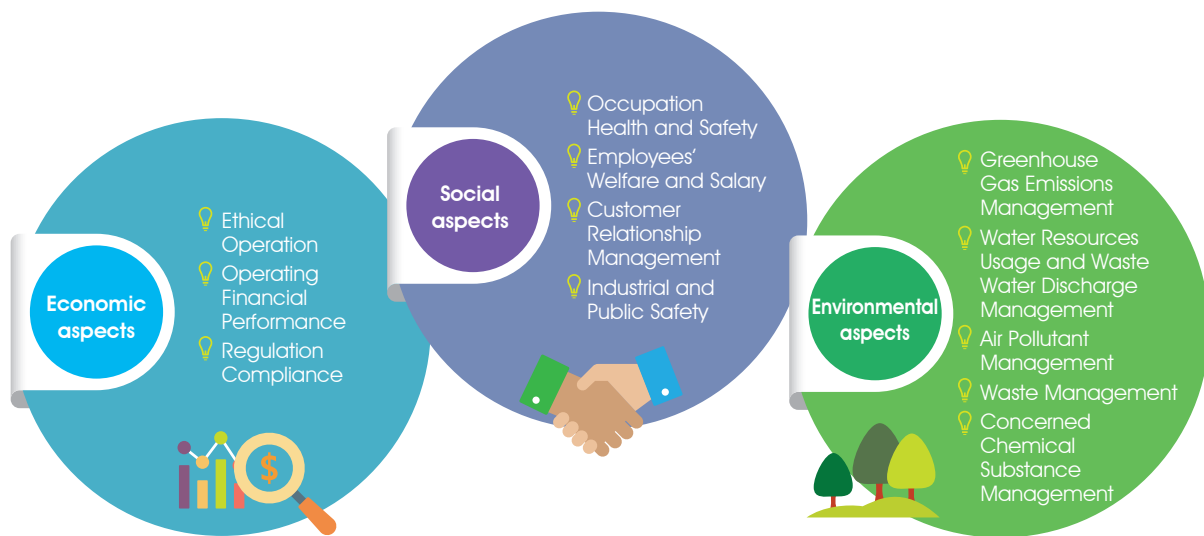 Economic
aspects
Ethical
Operation
Operating
Financial
Performance
Regulation
Compliance
$
Social
aspects
Occupation
Health and Safety
Employees’
Welfare and Salary
Customer
Relationship
Management
Industrial and
Public Safety
Environmental
aspects
Greenhouse
Gas Emissions
Management
Water Resources
Usage and Waste
Water Discharge
Management
Air Pollutant
Management
Waste Management
Concerned
Chemical
Substance
Management